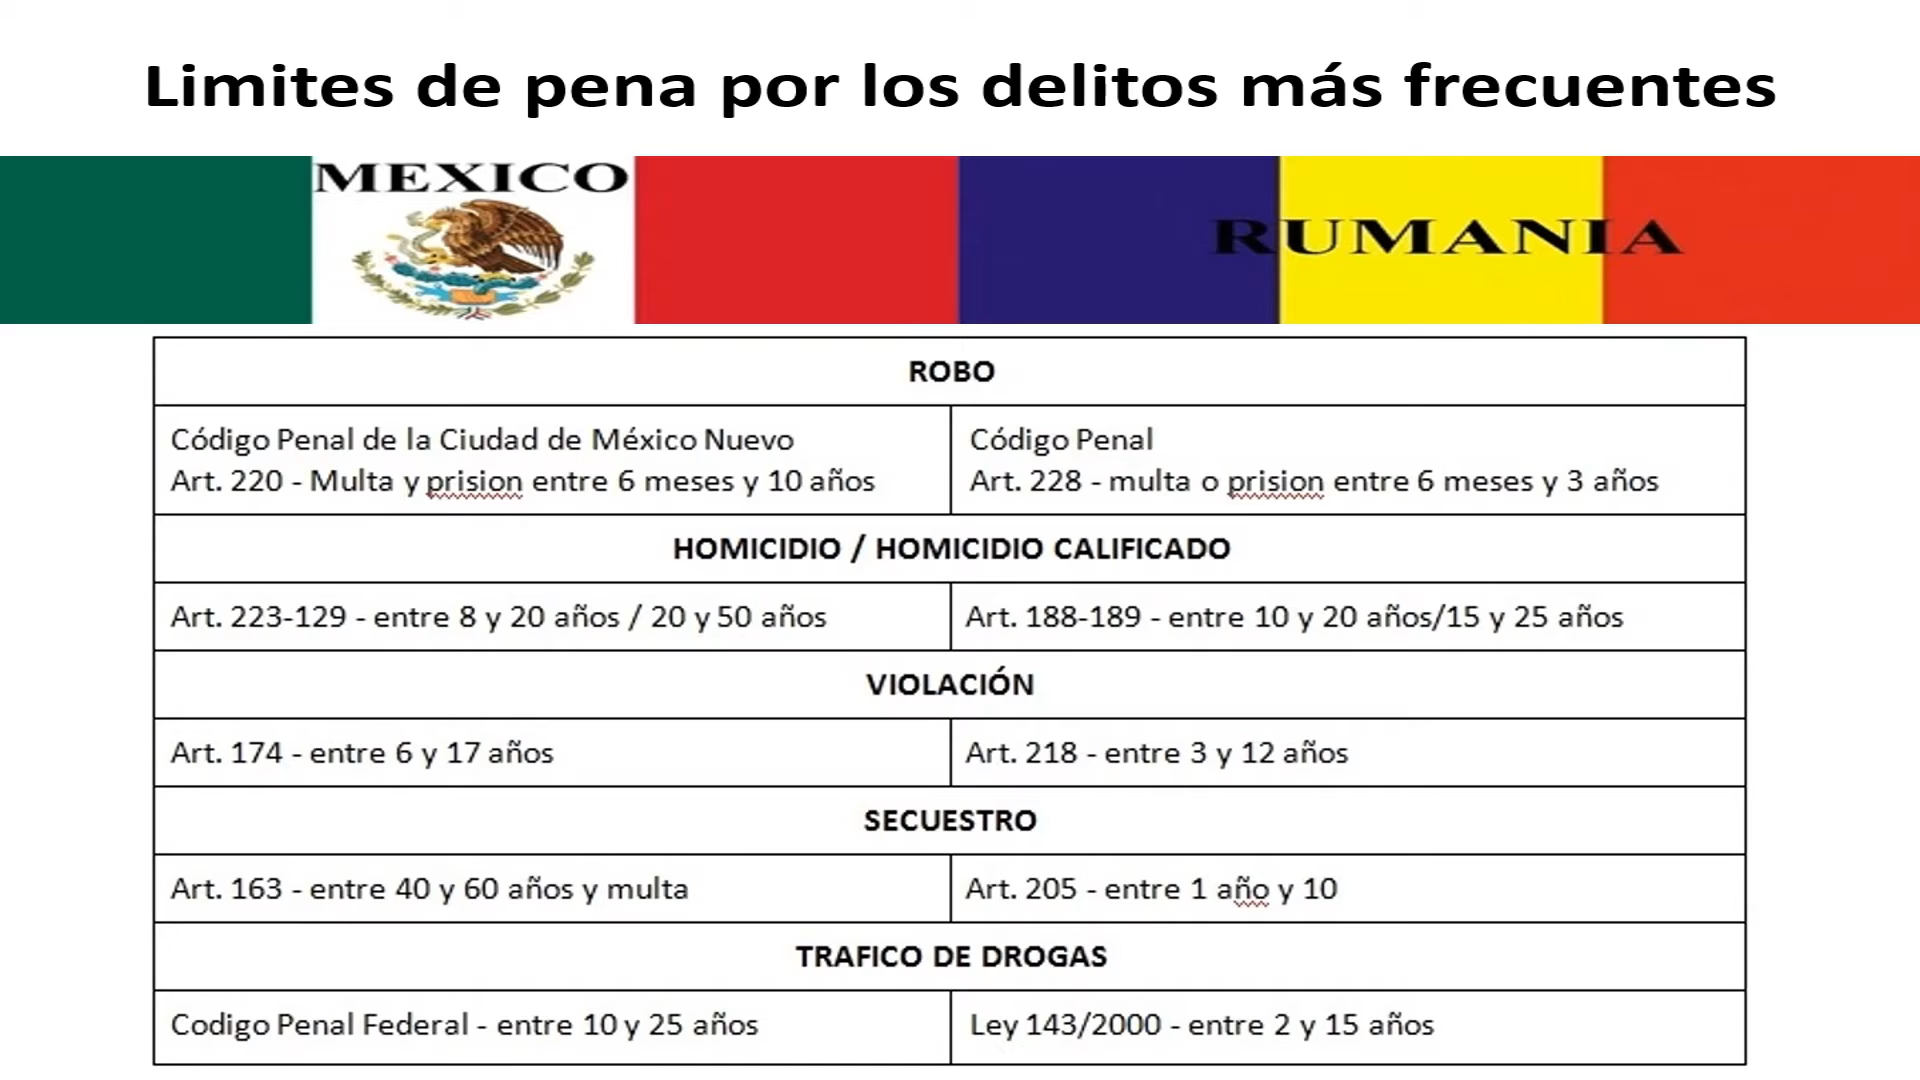 Limites de pena por los delitos más frecuentes
MEXICO
RUMANIA
ROBO
Código Penal de la Ciudad de México Nuevo
Art. 220 - Multa y prision entre 6 meses y 10 años
Código Penal
Art. 228 - multa o prision entre 6 meses y 3 años
HOMICIDIO / HOMICIDIO CALIFICADO
Art. 223-129 - entre 8 y 20 años / 20 y 50 años
Art. 188-189 - entre 10 y 20 años/15 y 25 años
VIOLACIÓN
Art. 174 - entre 6 y 17 años
Art. 218 - entre 3 y 12 años
SECUESTRO
Art. 163 - entre 40 y 60 años y multa
Art. 205 - entre 1 año y 10
TRAFICO DE DROGAS
Codigo Penal Federal - entre 10 y 25 años
Ley 143/2000 - entre 2 y 15 años